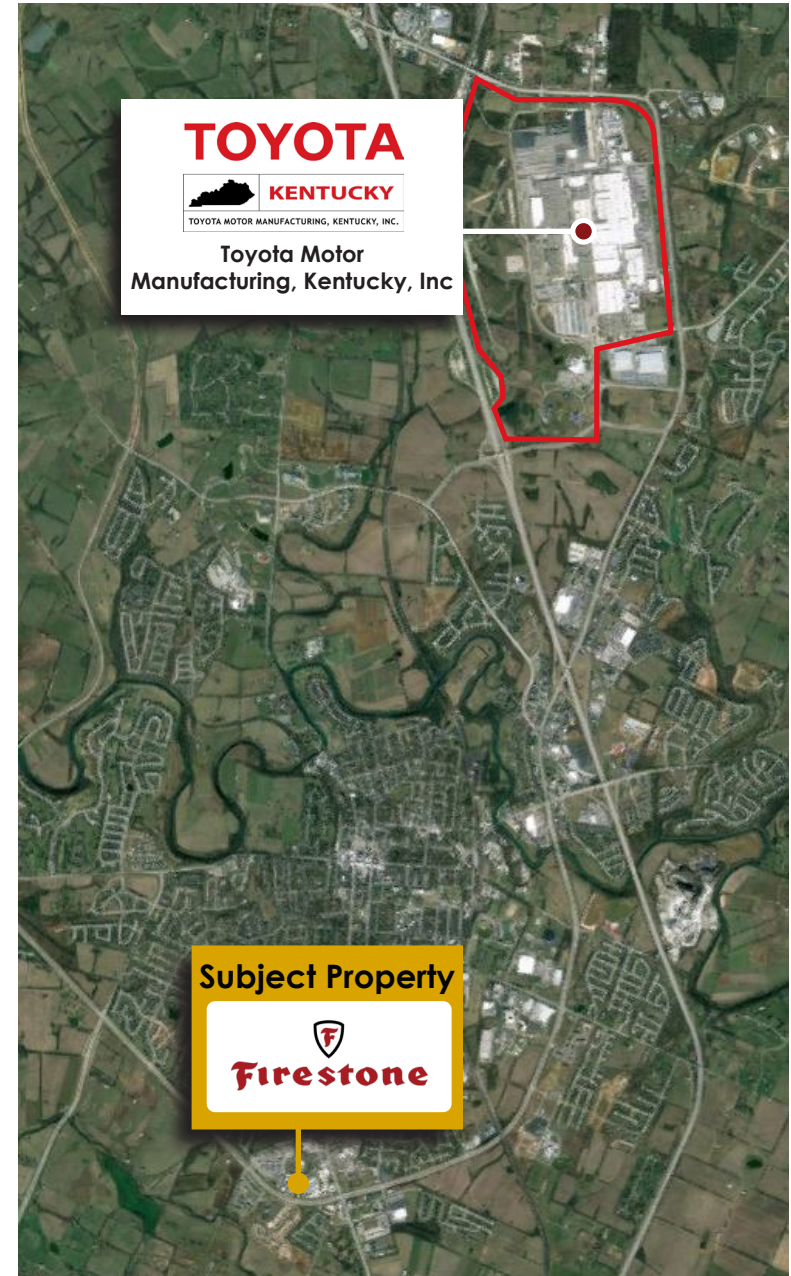 TOYOTA
KENTUCKY
TOYOTA MOTOR MANUFACTURING, KENTUCKY, INC.
Toyota Motor
Manufacturing, Kentucky, Inc
Subject Property
F
Firestone